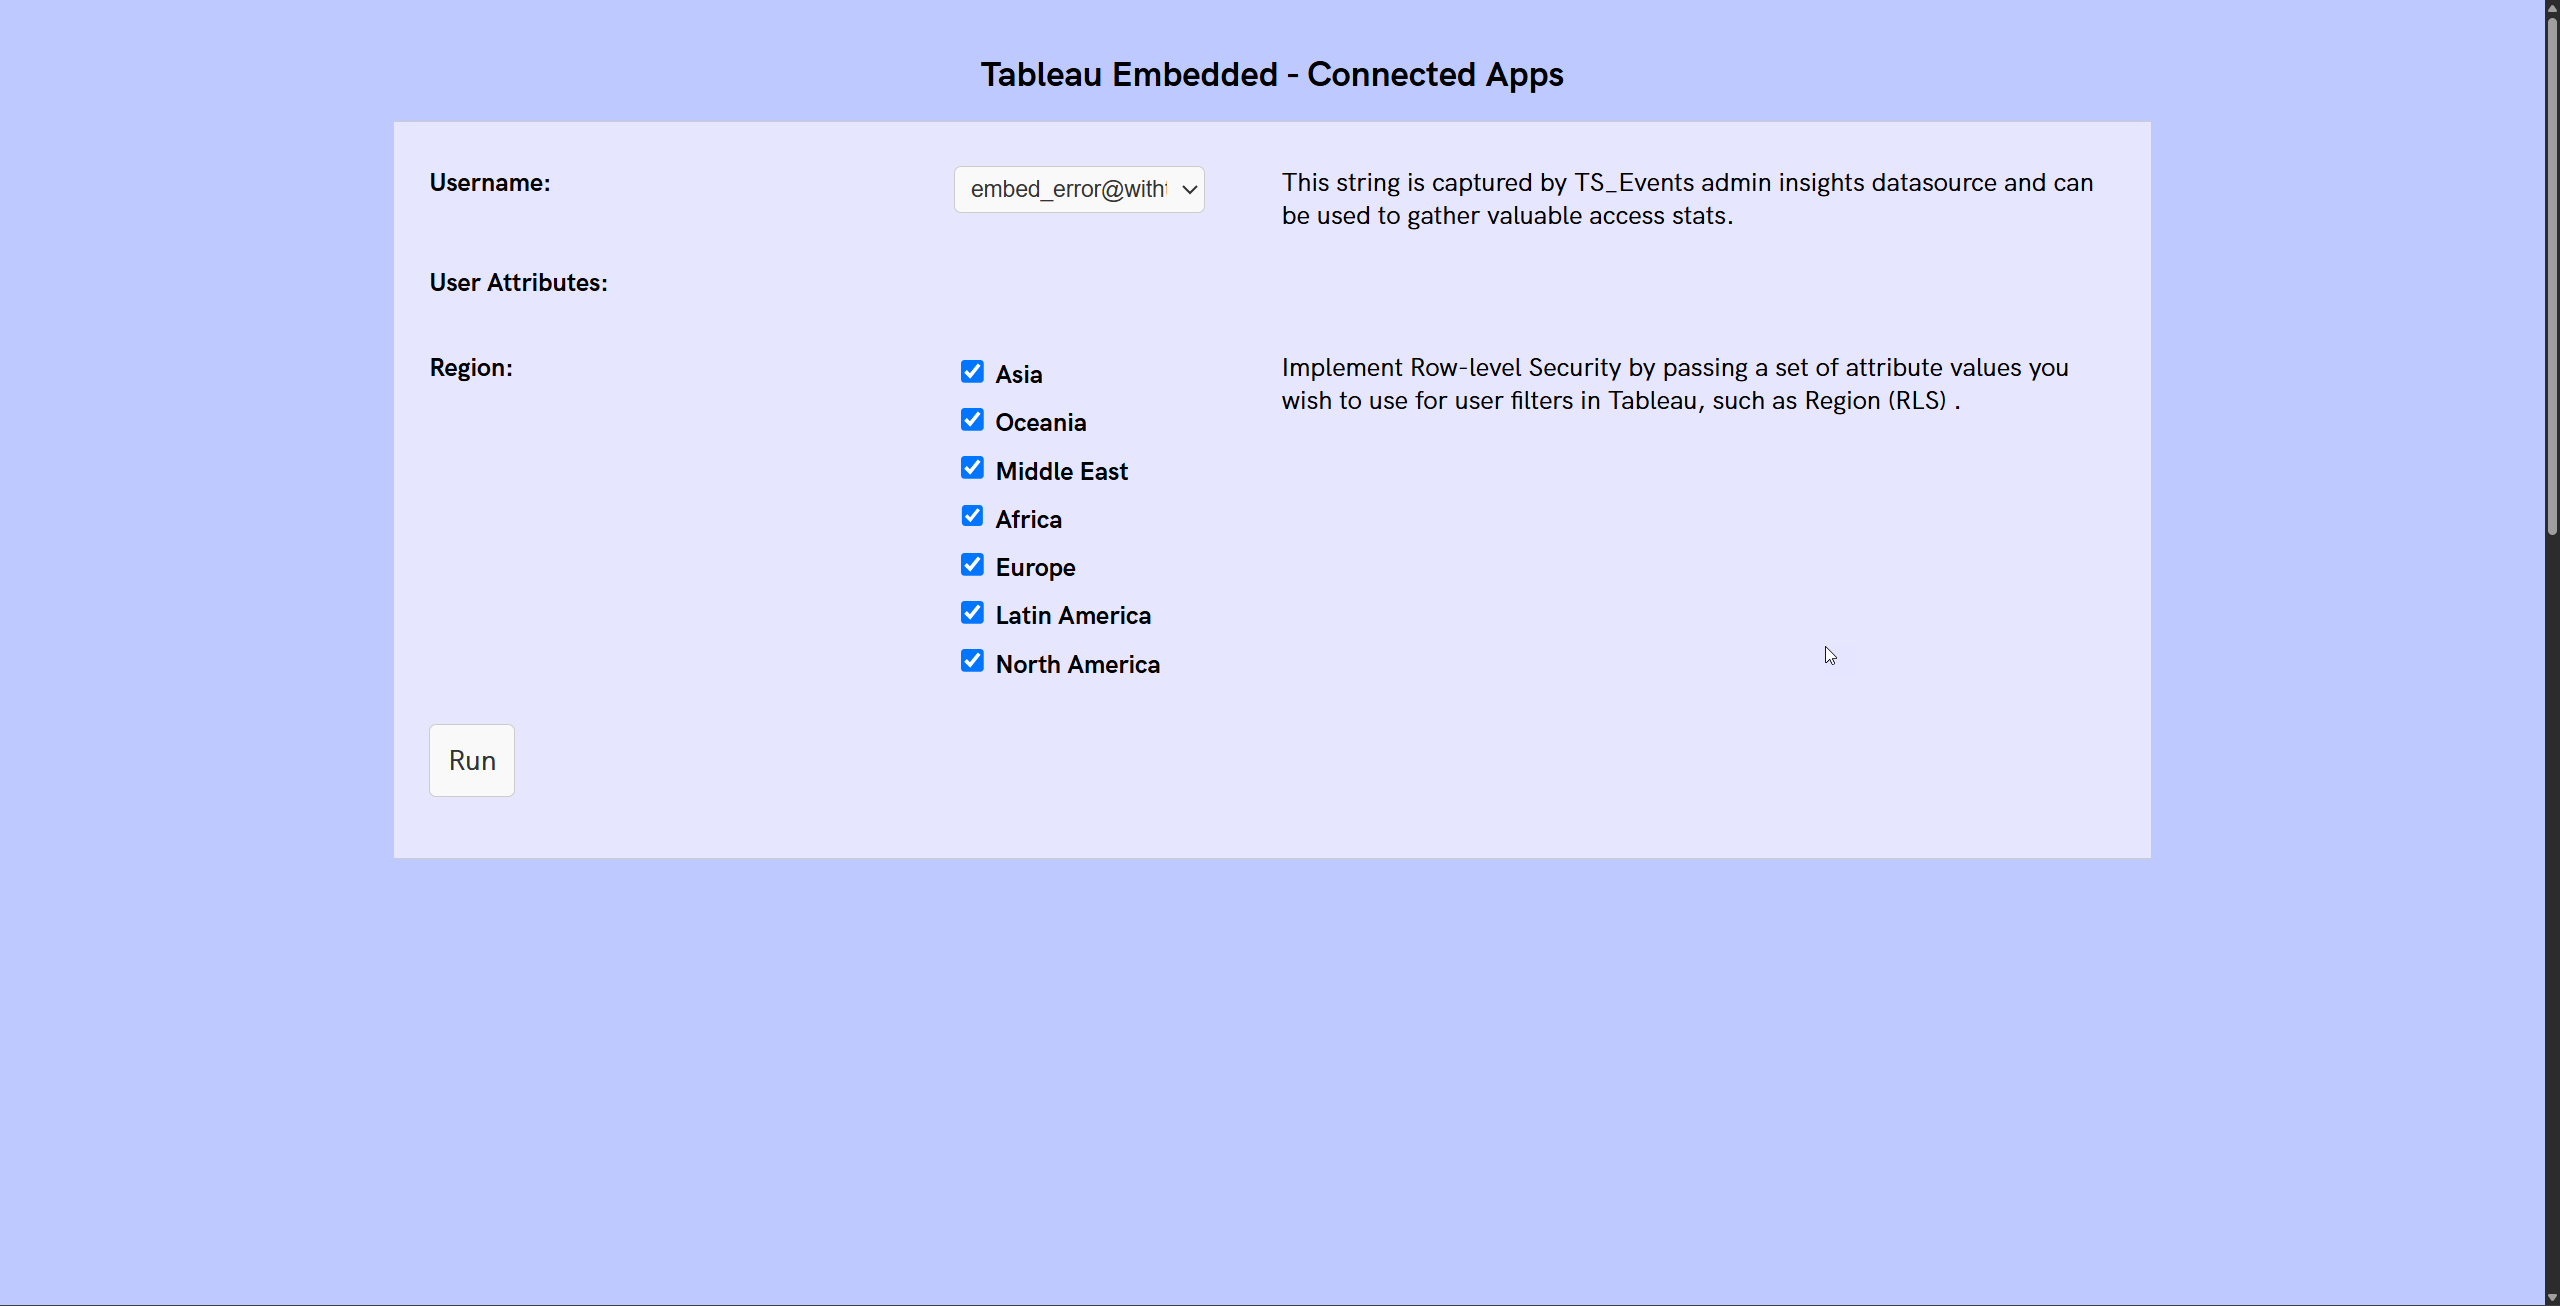 Tableau Embedded - Connected Apps
Username:
embed_error@with
This string is captured by TS_Events admin insights datasource and can
be used to gather valuable access stats.
User Attributes:
Region:
Implement Row-level Security by passing a set of attribute values you
wish to use for user filters in Tableau, such as Region (RLS) .
Asia
Oceania
Middle East
Africa
Europe
Latin America
North America
Run